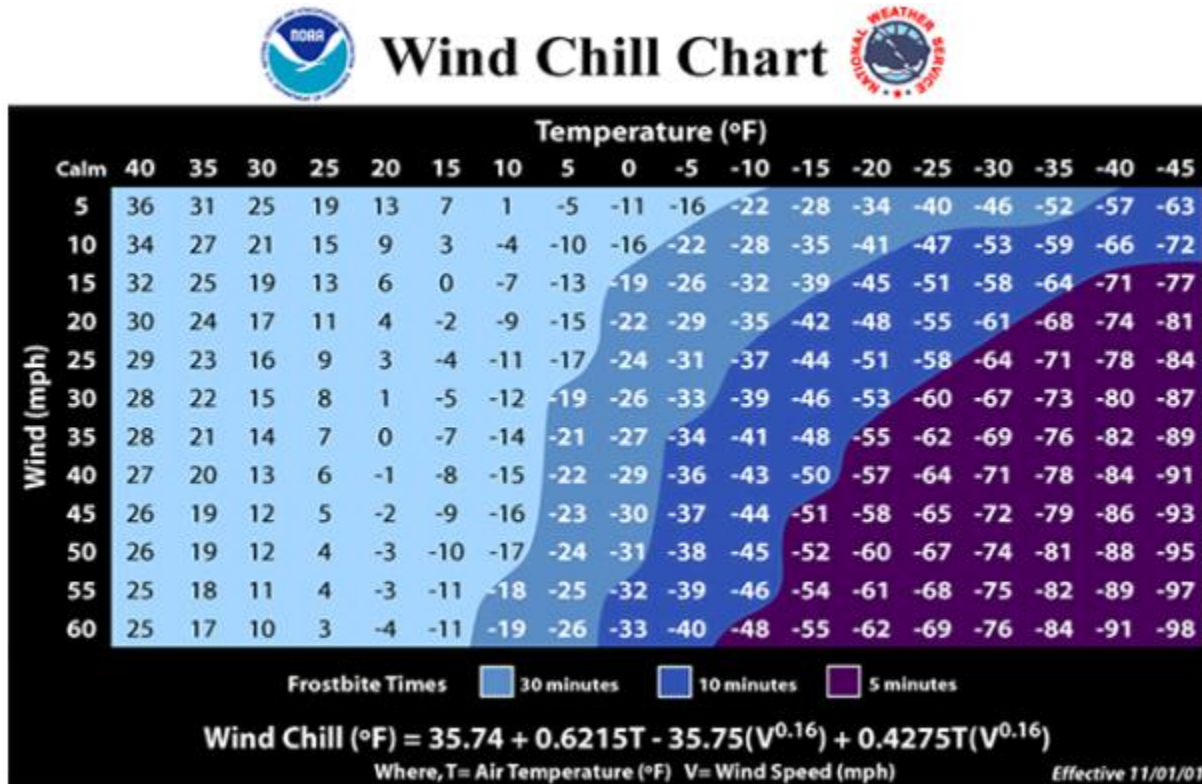 NOAA
Wind Chill Chart
NATIONAL WEATHER SERVICE
Temperature (ºF)
Calm 40 35 30 25 20 15 10 5 0 -5 -10 -15 -20 -25 -30 -35 -40 -45
Wind (mph)
5 36 31 25 19 13 7 1 -5 -11 -16 -22 -28 -34 -40 -46 -52 -57 -63
10 34 27 21 15 9 3 -4 -10 -16 -22 -28 -35 -41 -47 -53 -59 -66 -72
15 32 25 19 13 6 0 -7 -13 -19 -26 -32 -39 -45 -51 -58 -64 -71 -77
20 30 24 17 11 4 -2 -9 -15 -22 -29 -35 -42 -48 -55 -61 -68 -74 -81
25 29 23 16 9 3 -4 -11 -17 -24 -31 -37 -44 -51 -58 -64 -71 -78 -84
30 28 22 15 8 1 -5 -12 -19 -26 -33 -39 -46 -53 -60 -67 -73 -80 -87
35 28 21 14 7 0 -7 -14 -21 -27 -34 -41 -48 -55 -62 -69 -76 -82 -89
40 27 20 13 6 -1 -8 -15 -22 -29 -36 -43 -50 -57 -64 -71 -78 -84 -91
45 26 19 12 5 -2 -9 -16 -23 -30 -37 -44 -51 -58 -65 -72 -79 -86 -93
50 26 19 12 4 -3 -10 -17 -24 -31 -38 -45 -52 -60 -67 -74 -81 -88 -95
55 25 18 11 4 -3 -11 -18 -25 -32 -39 -46 -54 -61 -68 -75 -82 -89 -97
60 25 17 10 3 -4 -11 -19 -26 -33 -40 -48 -55 -62 -69 -76 -84 -91 -98
Frostbite Times 30 minutes 10 minutes 5 minutes
Wind Chill (ºF) = 35.74 + 0.6215T - 35.75(V^0.16) + 0.4275T(V^0.16)
Where, T= Air Temperature (ºF) V= Wind Speed (mph)
Effective 11/01/01